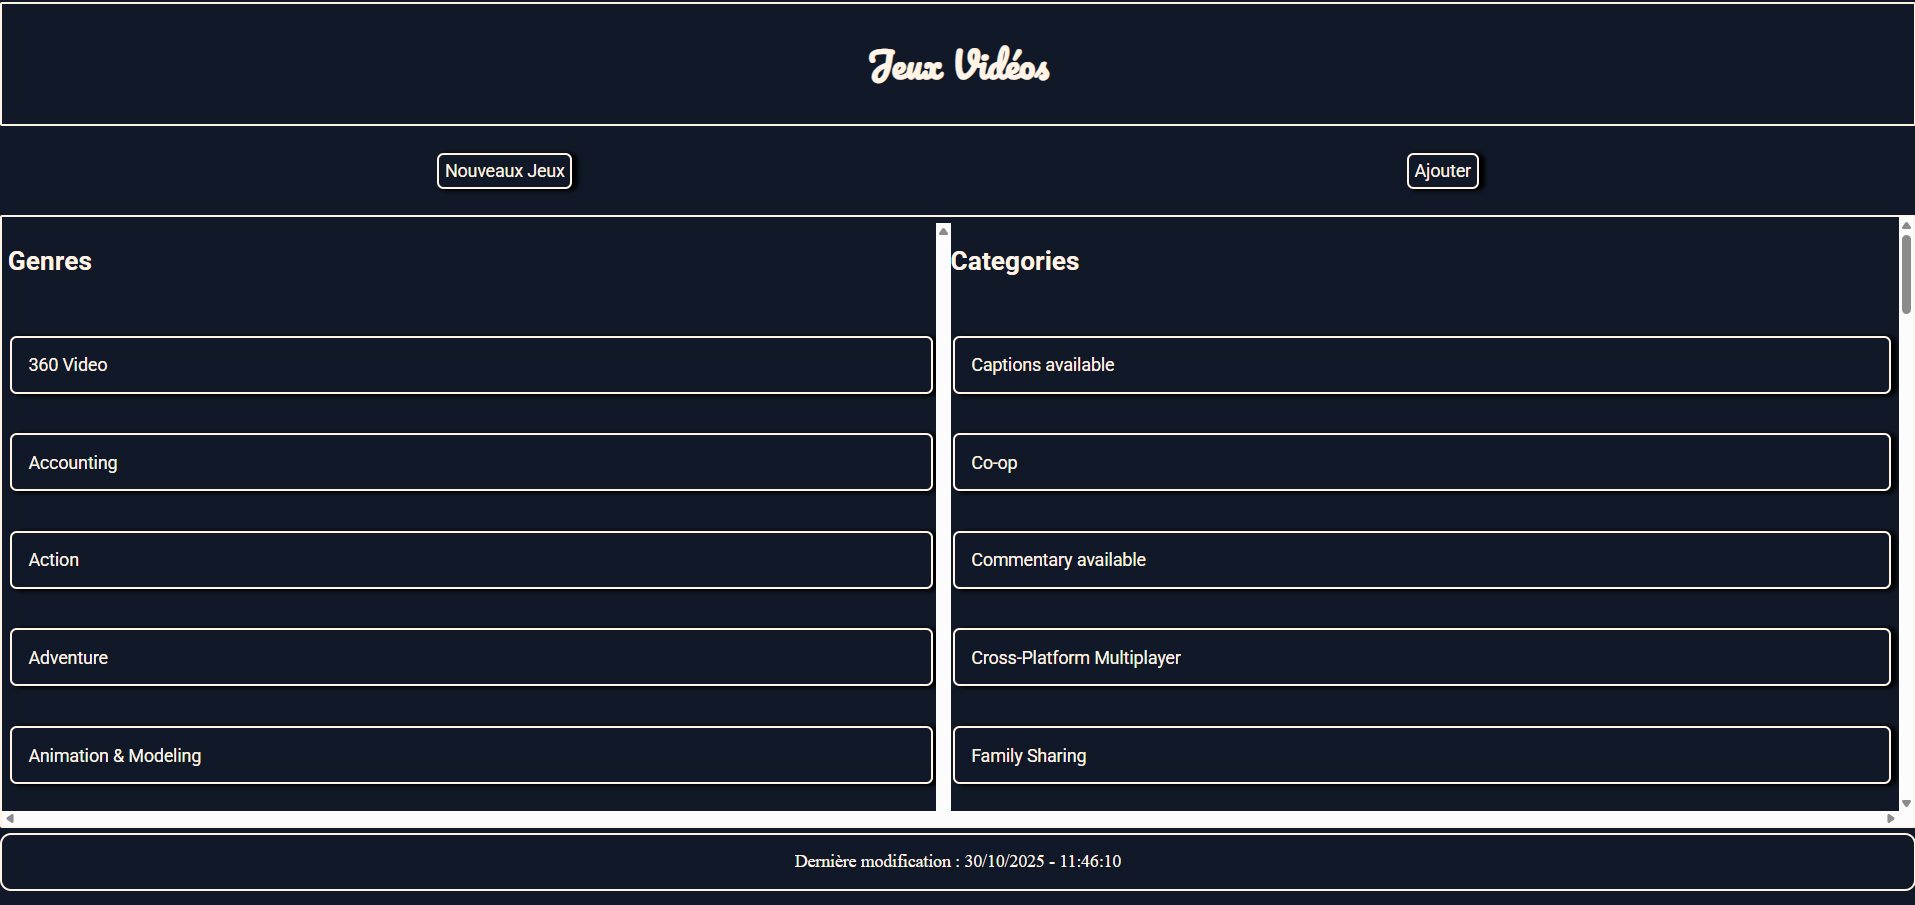 Jeux Vidéos
Nouveaux Jeux
Ajouter
Genres
360 Video
Accounting
Action
Adventure
Animation & Modeling
Categories
Captions available
Co-op
Commentary available
Cross-Platform Multiplayer
Family Sharing
Dernière modification : 30/10/2025 - 11:46:10